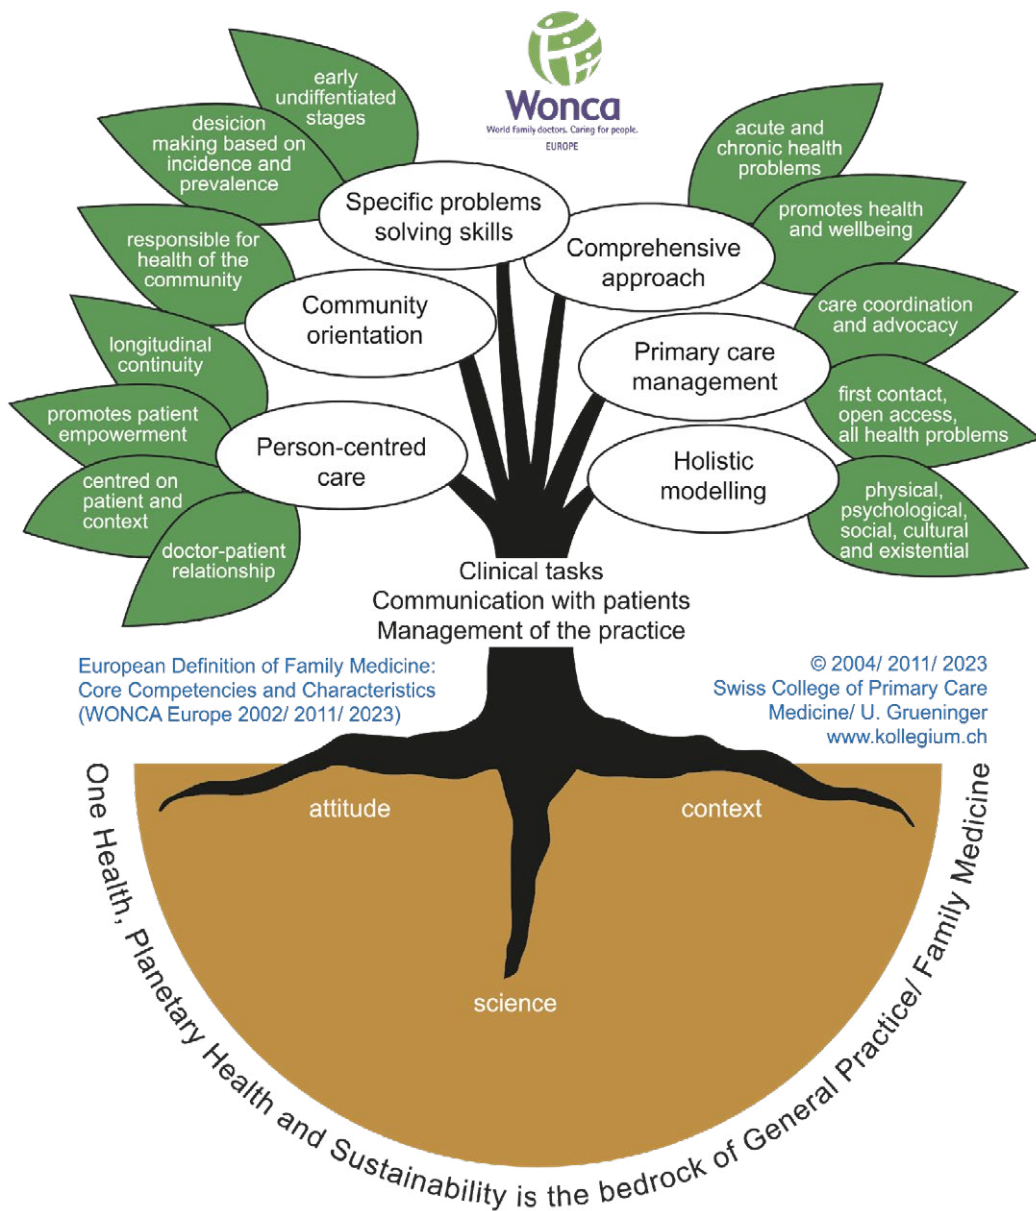 Wonca
World family doctors. Caring for people.
EUROPE
early
undiffentiated
stages
desicion
making based on
incidence and
prevalence
responsible for
health of the
community
longitudinal
continuity
promotes patient
empowerment
centred on
patient and
context
doctor-patient
relationship
Specific problems
solving skills
Community
orientation
Person-centred
care
Comprehensive
approach
Primary care
management
Holistic
modelling
acute and
chronic health
problems
promotes health
and wellbeing
care coordination
and advocacy
first contact,
open access,
all health problems
physical,
psychological,
social, cultural
and existential
Clinical tasks
Communication with patients
Management of the practice
European Definition of Family Medicine:
Core Competencies and Characteristics
(WONCA Europe 2002/ 2011/ 2023)
© 2004/ 2011/ 2023
Swiss College of Primary Care
Medicine/ U. Grueninger
www.kollegium.ch
attitude
context
science
One Health, Planetary Health and Sustainability is the bedrock of General Practice/ Family Medicine